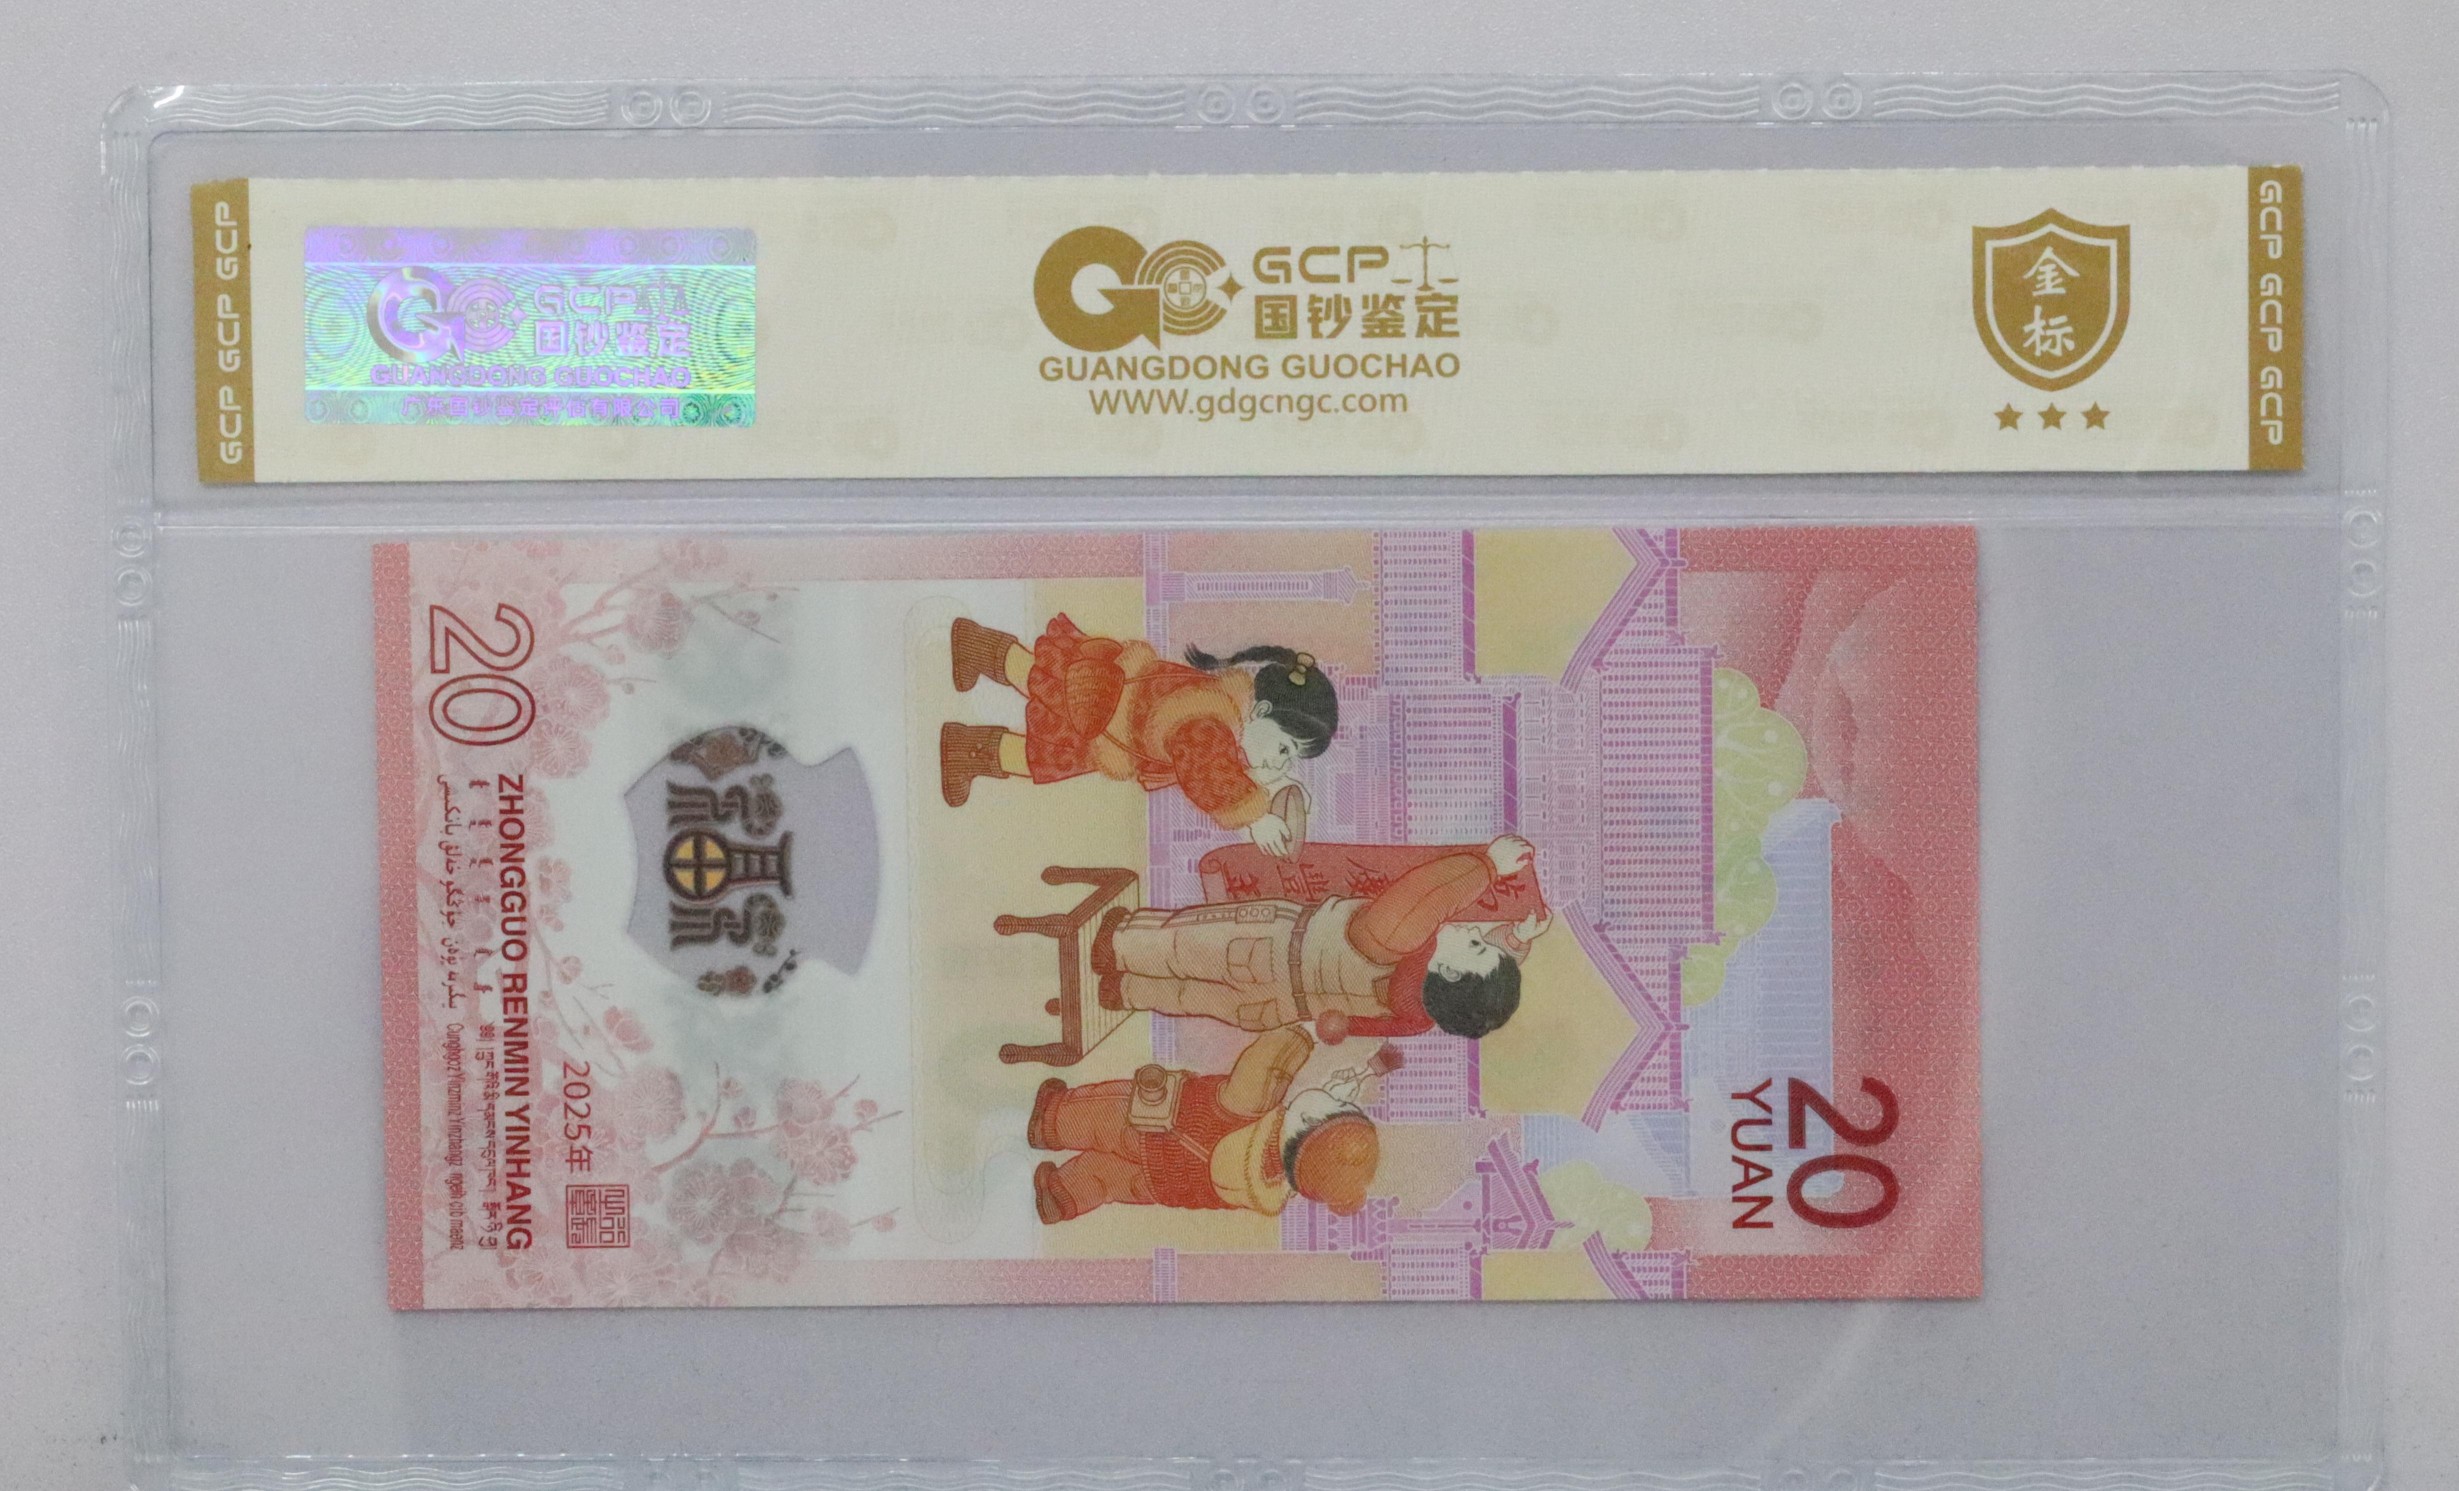 GCP GCP GCP
GCP
国钞鉴定
GUANGDONG GUOCHAO
广东国钞鉴定评估有限公司
GCP
国钞鉴定
GUANGDONG GUOCHAO
WWW.gdgcngc.com
金标
GCP GCP GCP
20
YUAN
2025年
ZHONGGUO RENMIN YINHANG
20